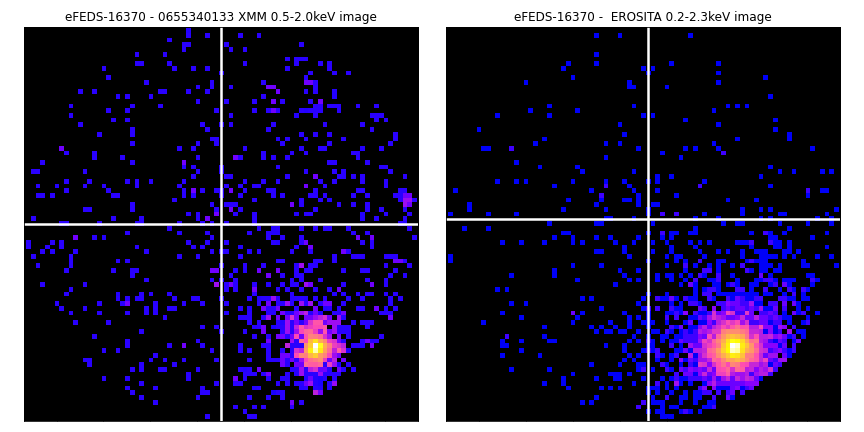 eFEDS-16370 - 0655340133 XMM 0.5-2.0keV image
eFEDS-16370 -  EROSITA 0.2-2.3keV image